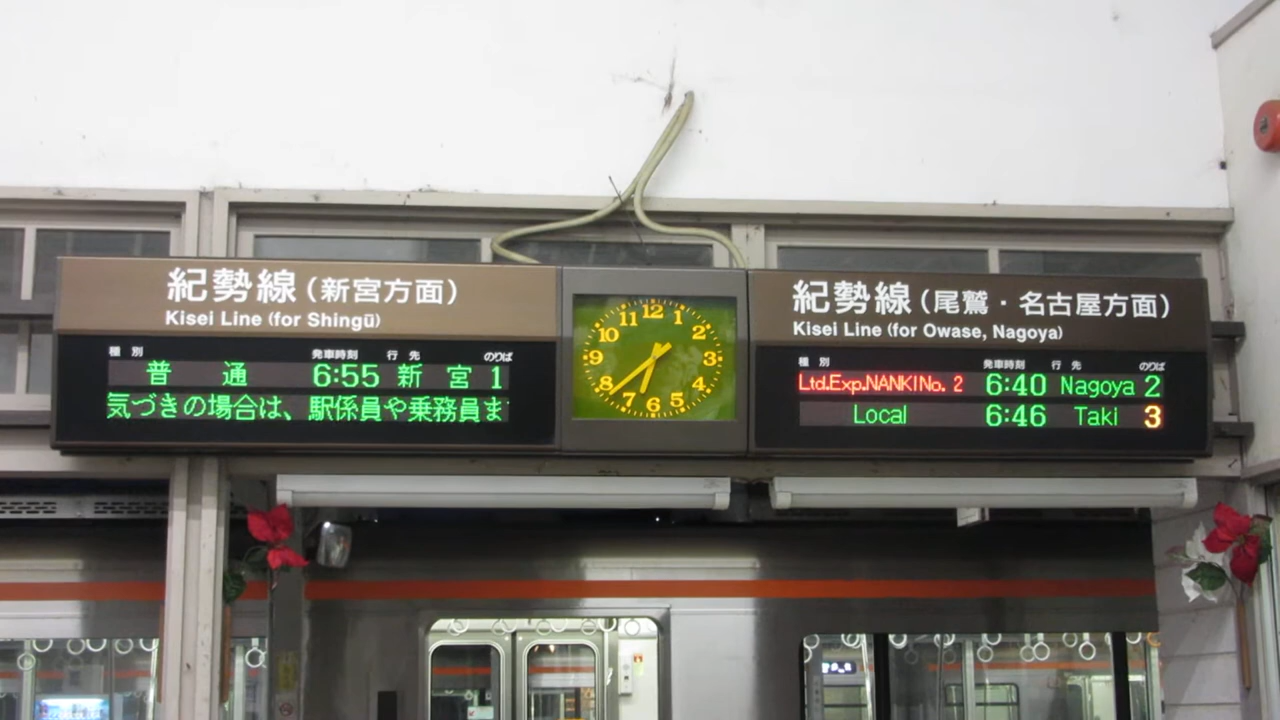 紀勢線（新宮方面）
Kisei Line (for Shingū)
種別 発車時刻 行先 のりば
普通 6:55 新宮 1
気づきの場合は、駅係員や乗務員ま
12 1 2 3 4 5 6 7 8 9 10 11
紀勢線（尾鷲・名古屋方面）
Kisei Line (for Owase, Nagoya)
種別 発車時刻 行先 のりば
Ltd.Exp.NANKI No. 2 6:40 Nagoya 2
Local 6:46 Taki 3